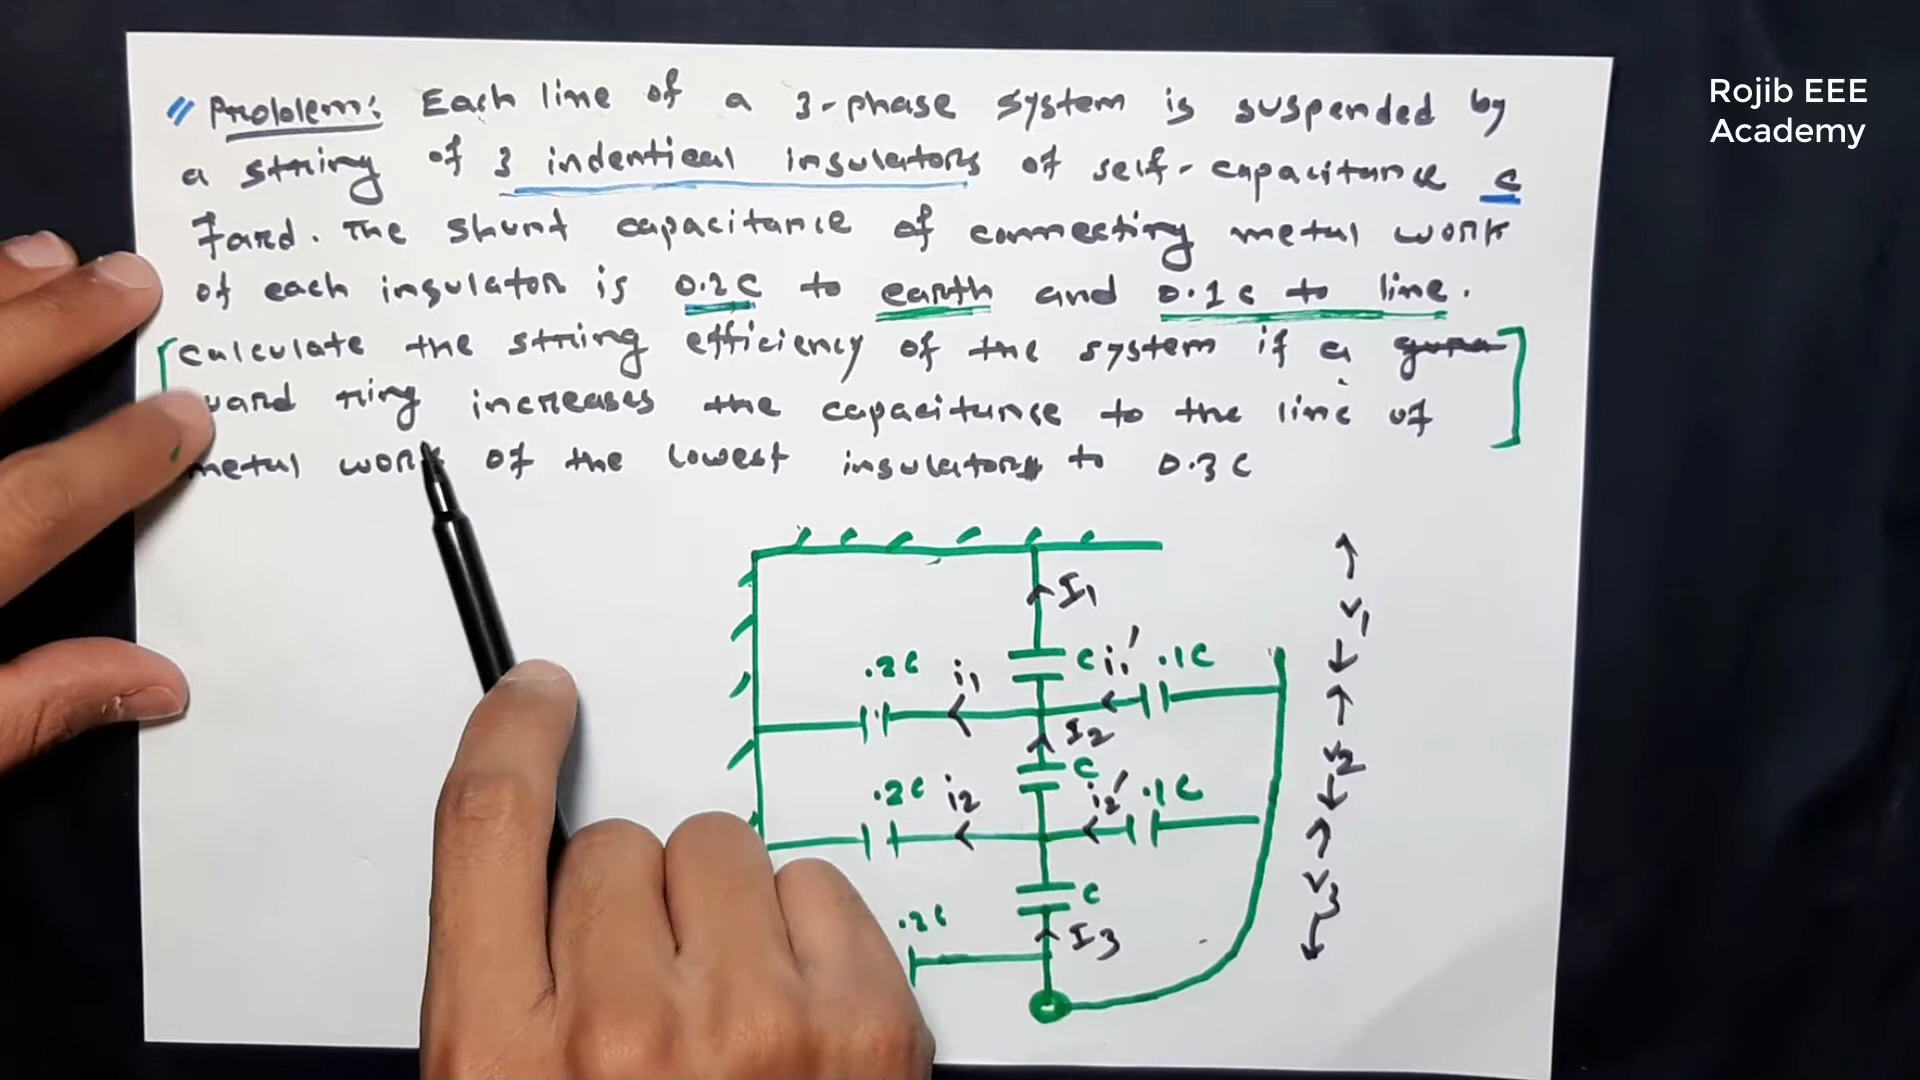 Rojib EEE
Academy
// Problem: Each line of a 3-phase system is suspended by
a string of 3 indentical insulators of self-capacitance c
fard. The shunt capacitance of connecting metal work
of each insulator is 0.2c to earth and 0.1c to line.
calculate the string efficiency of the system if a
uard ring increases the capacitance to the line of
metal work of the lowest insulator to 0.3c
I1
V1
.2c i1 c i1' .1c
I2
V2
.2c i2 c i2' .1c
V3
c
.2c I3